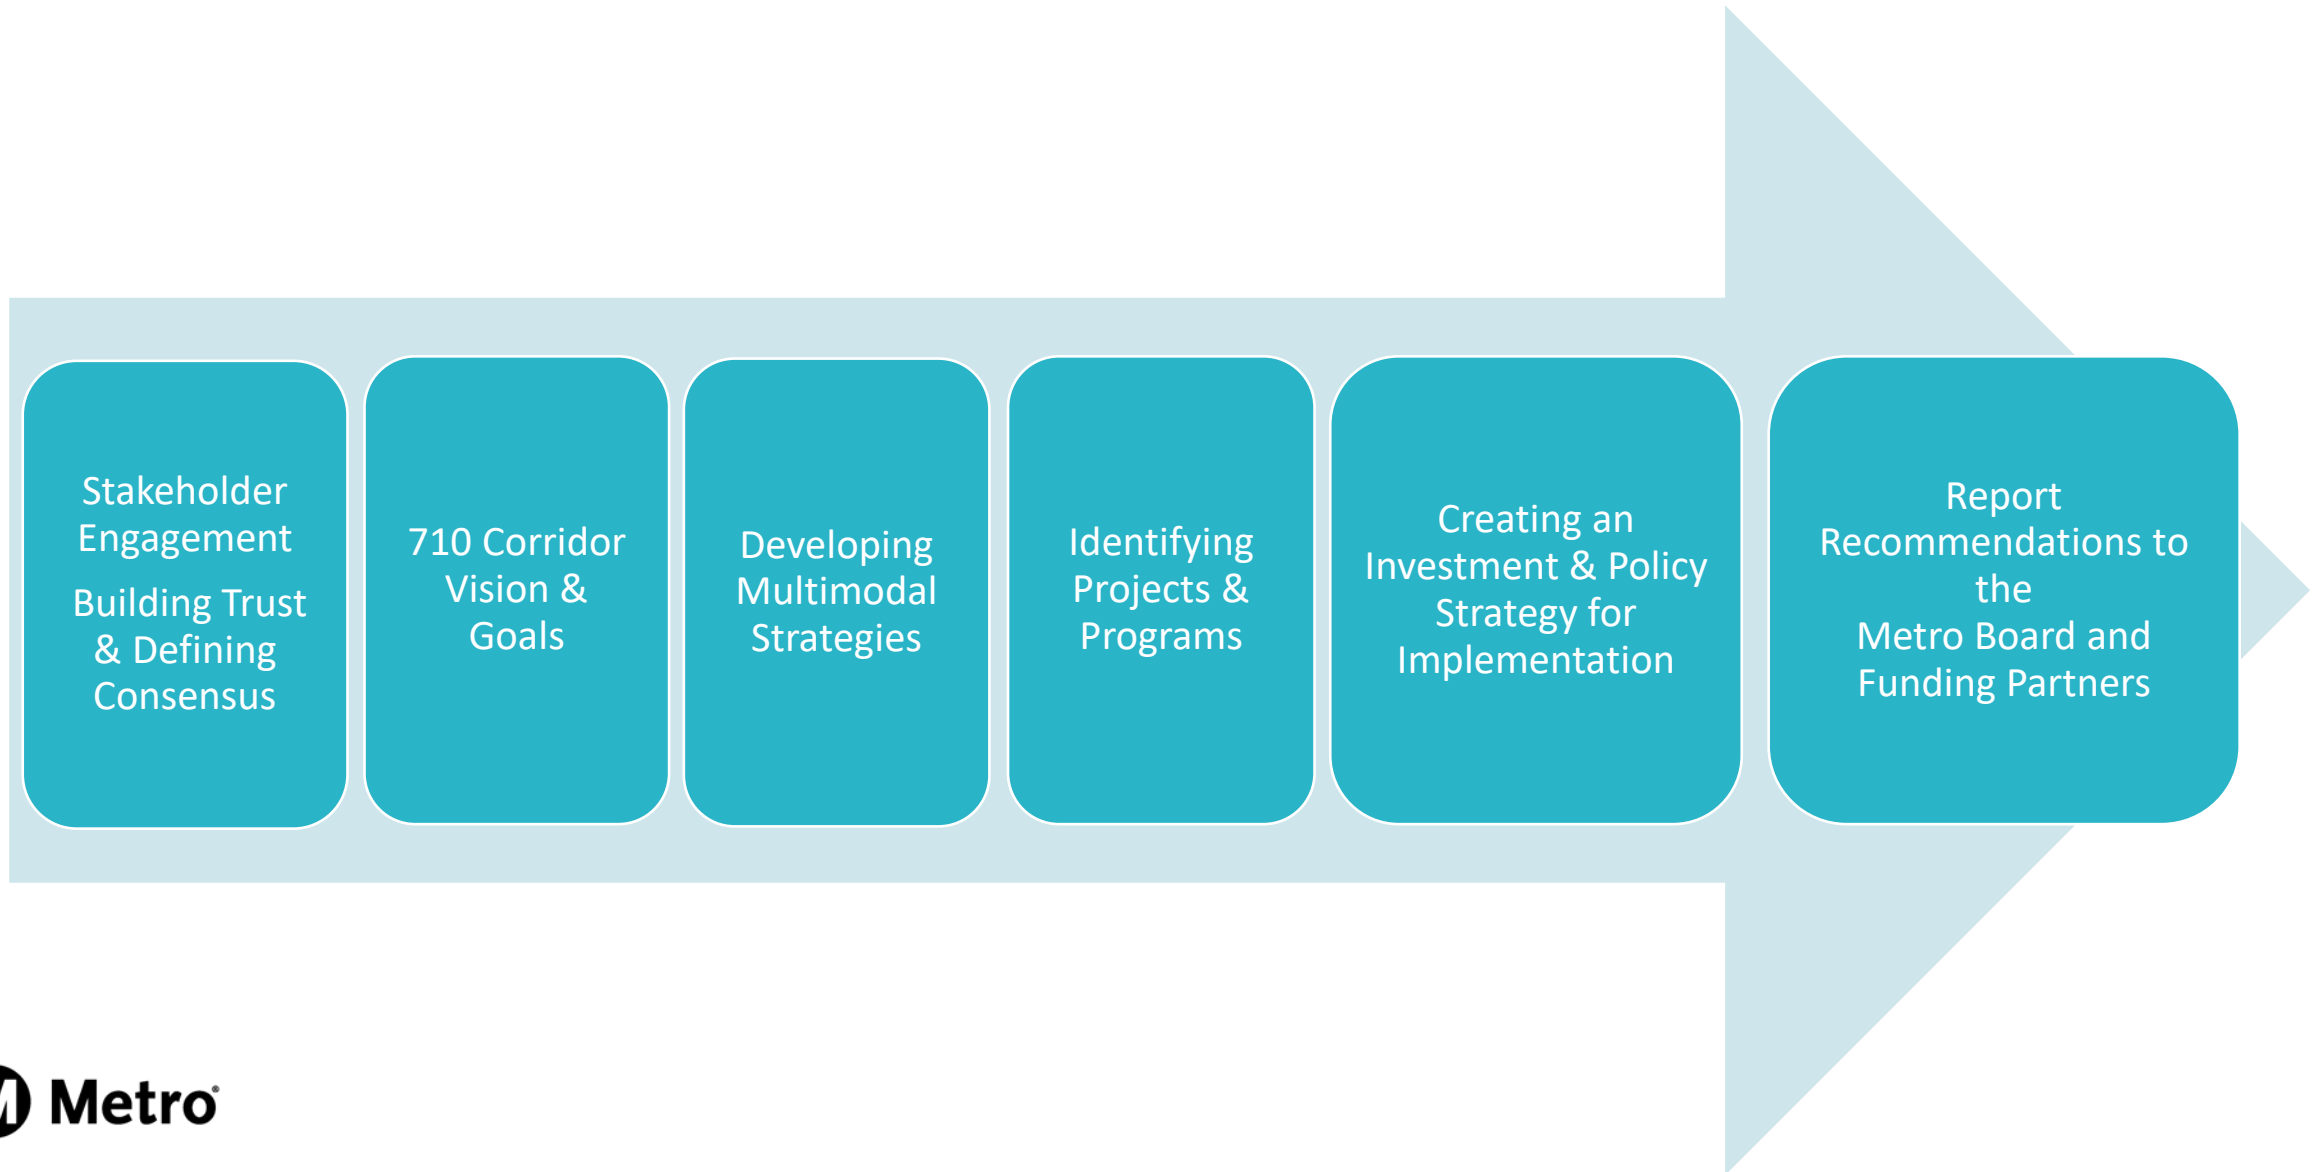 Stakeholder
Engagement
Building Trust
& Defining
Consensus
710 Corridor
Vision &
Goals
Developing
Multimodal
Strategies
Identifying
Projects &
Programs
Creating an
Investment & Policy
Strategy for
Implementation
Report
Recommendations to
the
Metro Board and
Funding Partners
M Metro®